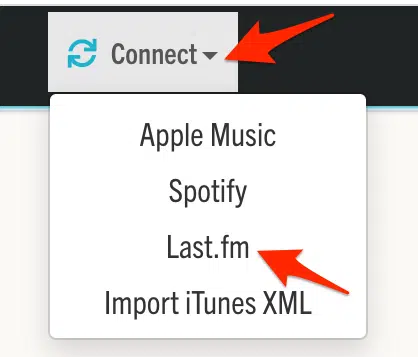 Connect
Apple Music
Spotify
Last.fm
Import iTunes XML